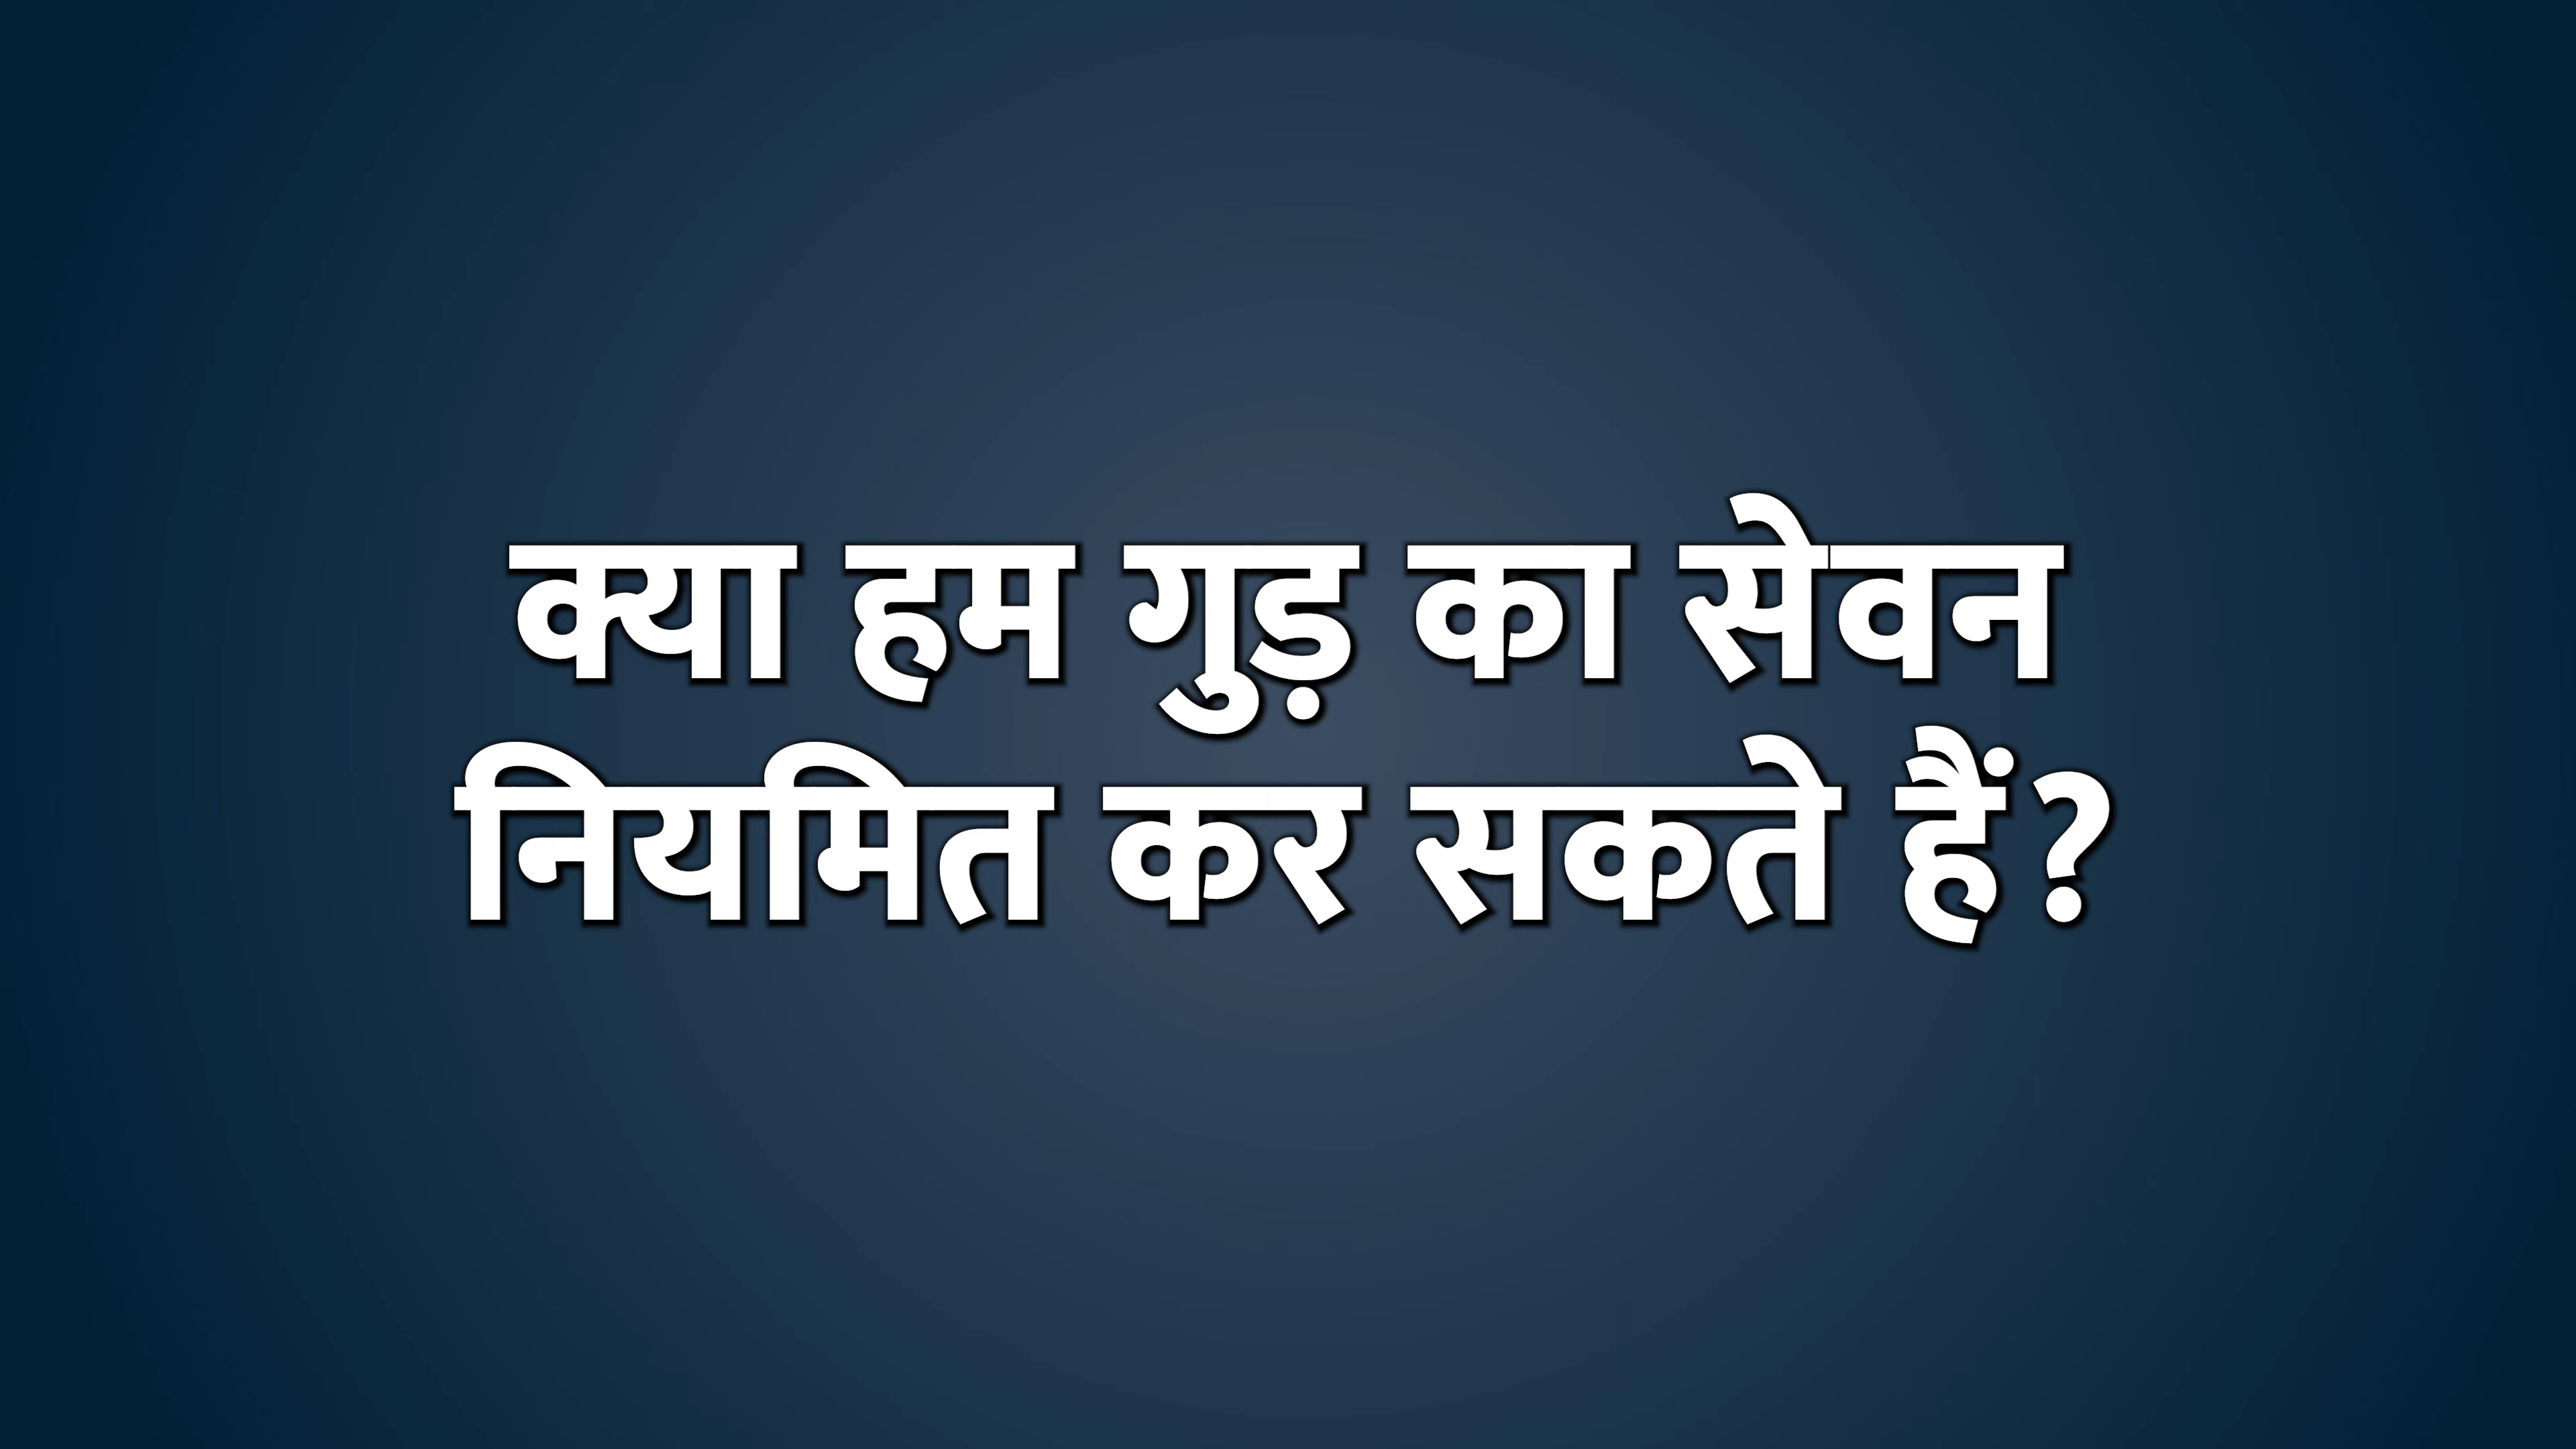 क्या हम गुड़ का सेवन
नियमित कर सकते हैं?